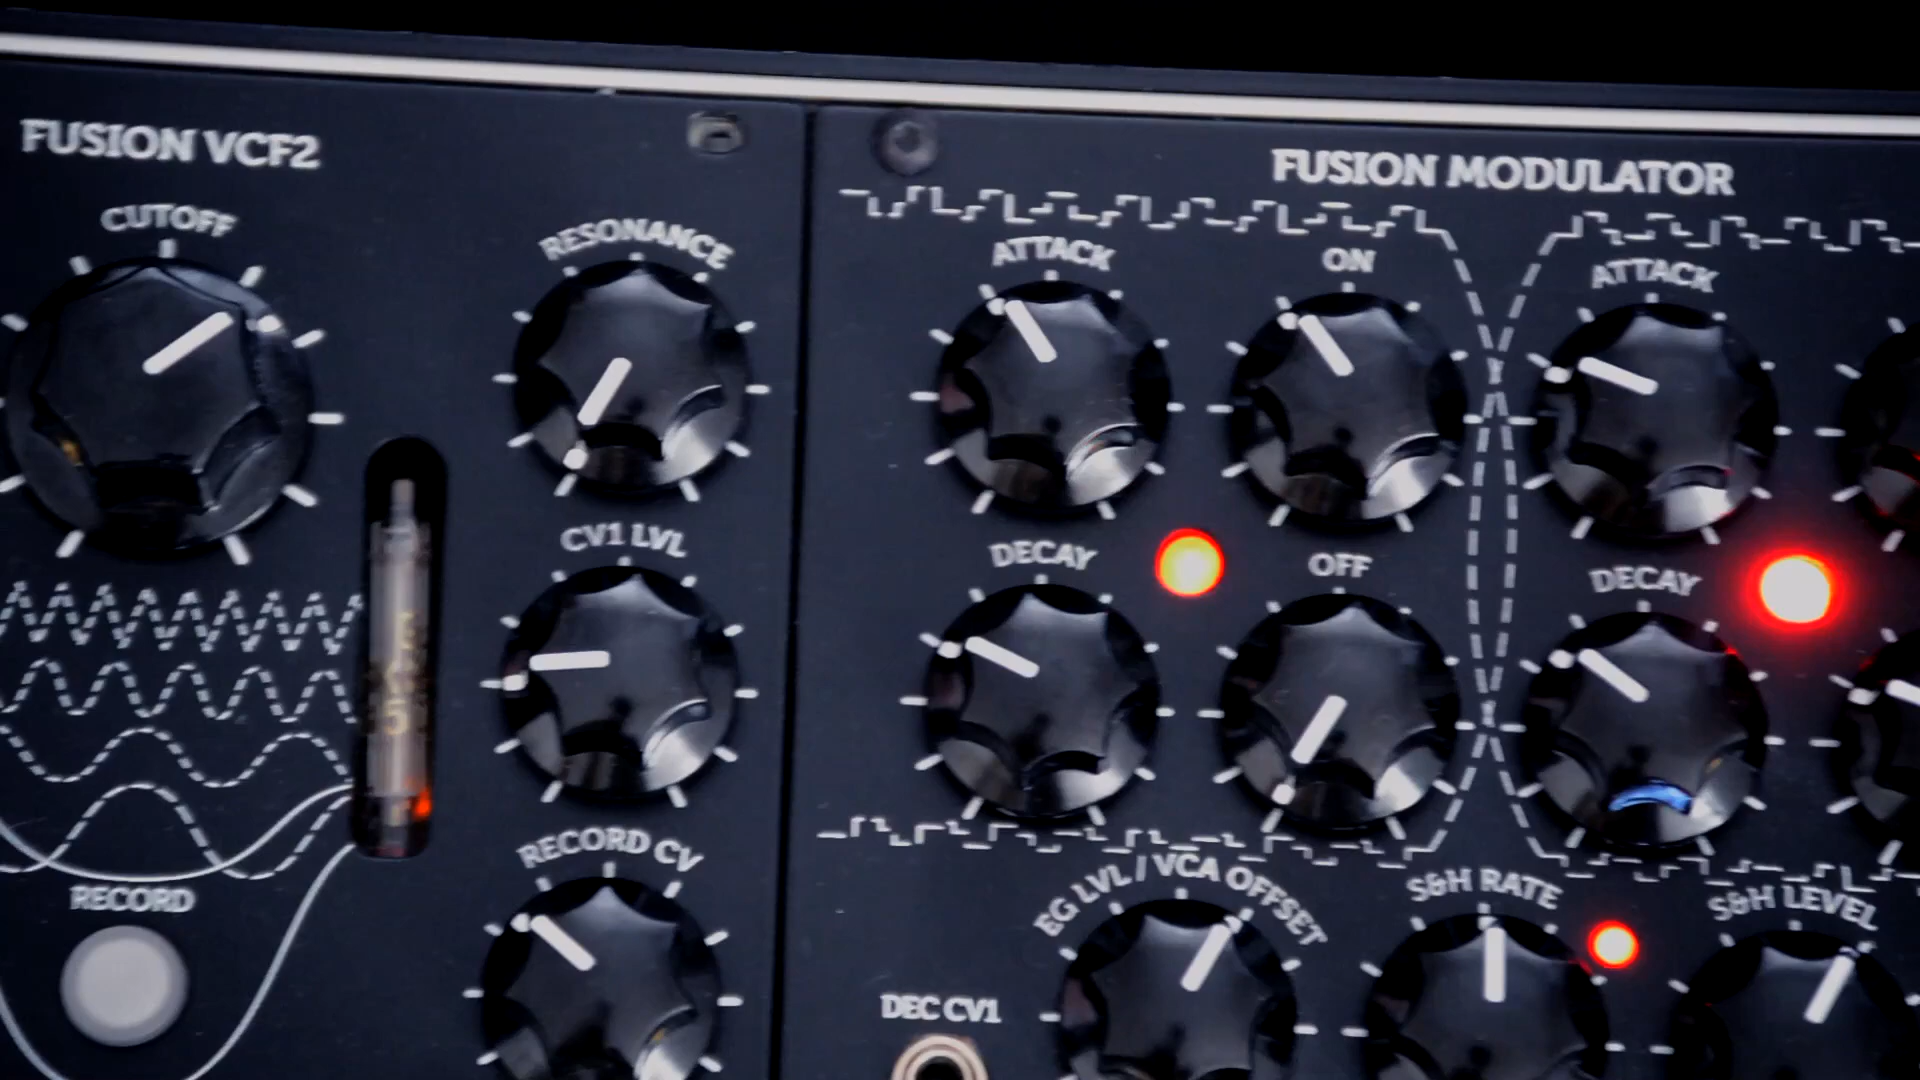 FUSION VCF2
CUTOFF
RESONANCE
CV1 LVL
RECORD CV
RECORD
FUSION MODULATOR
ATTACK
ON
ATTACK
DECAY
OFF
DECAY
EG LVL / VCA OFFSET
S&H RATE
S&H LEVEL
DEC CV1